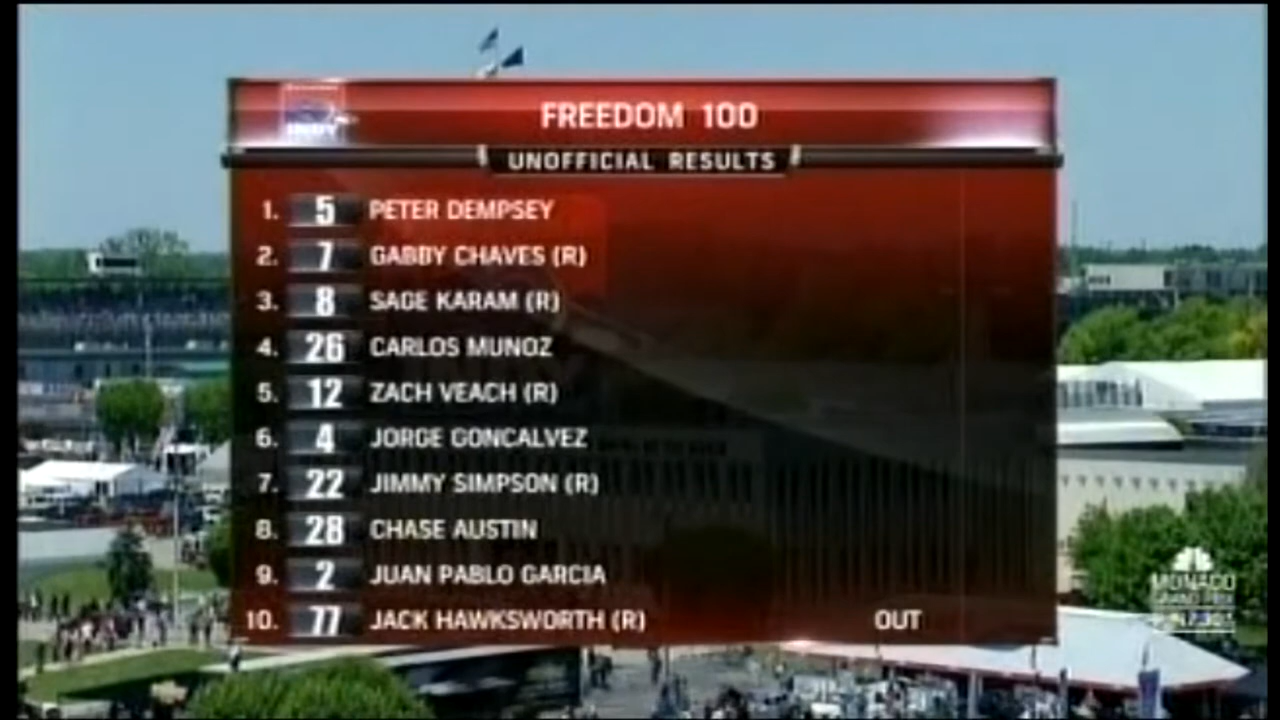 FREEDOM 100
UNOFFICIAL RESULTS
1. 5 PETER DEMPSEY
2. 7 GABBY CHAVES (R)
3. 8 SAGE KARAM (R)
4. 26 CARLOS MUNOZ
5. 12 ZACH VEACH (R)
6. 4 JORGE GONCALVEZ
7. 22 JIMMY SIMPSON (R)
8. 28 CHASE AUSTIN
9. 2 JUAN PABLO GARCIA
10. 77 JACK HAWKSWORTH (R) OUT
MONACO
GRAND PRIX